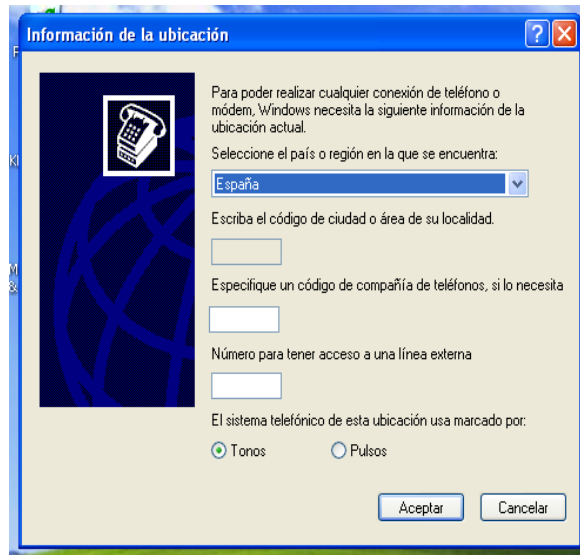 Información de la ubicación
Para poder realizar cualquier conexión de teléfono o
módem, Windows necesita la siguiente información de la
ubicación actual.
Seleccione el país o región en la que se encuentra:
España
Escriba el código de ciudad o área de su localidad.
Especifique un código de compañía de teléfonos, si lo necesita
Número para tener acceso a una línea externa
El sistema telefónico de esta ubicación usa marcado por:
Tonos Pulsos
Aceptar Cancelar